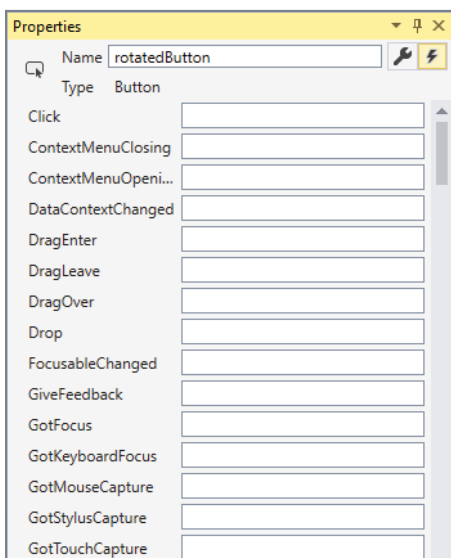 Properties
Name rotatedButton
Type Button
Click
ContextMenuClosing
ContextMenuOpeni...
DataContextChanged
DragEnter
DragLeave
DragOver
Drop
FocusableChanged
GiveFeedback
GotFocus
GotKeyboardFocus
GotMouseCapture
GotStylusCapture
GotTouchCapture